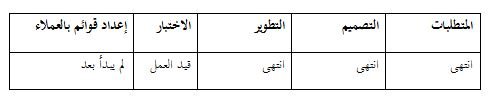 المتطلبات التصميم التطوير الاختبار إعداد قوائم بالعملاء
انتهى انتهى انتهى قيد العمل لم يبدأ بعد